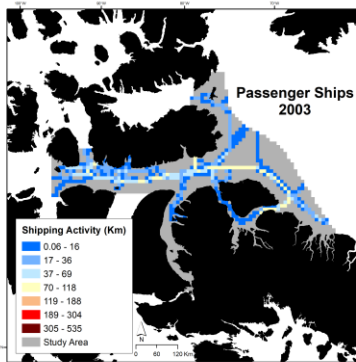 Passenger Ships
2003
Shipping Activity (Km)
0.06 - 16
17 - 36
37 - 69
70 - 118
119 - 188
189 - 304
305 - 535
Study Area
N
0 30 60 120 Km